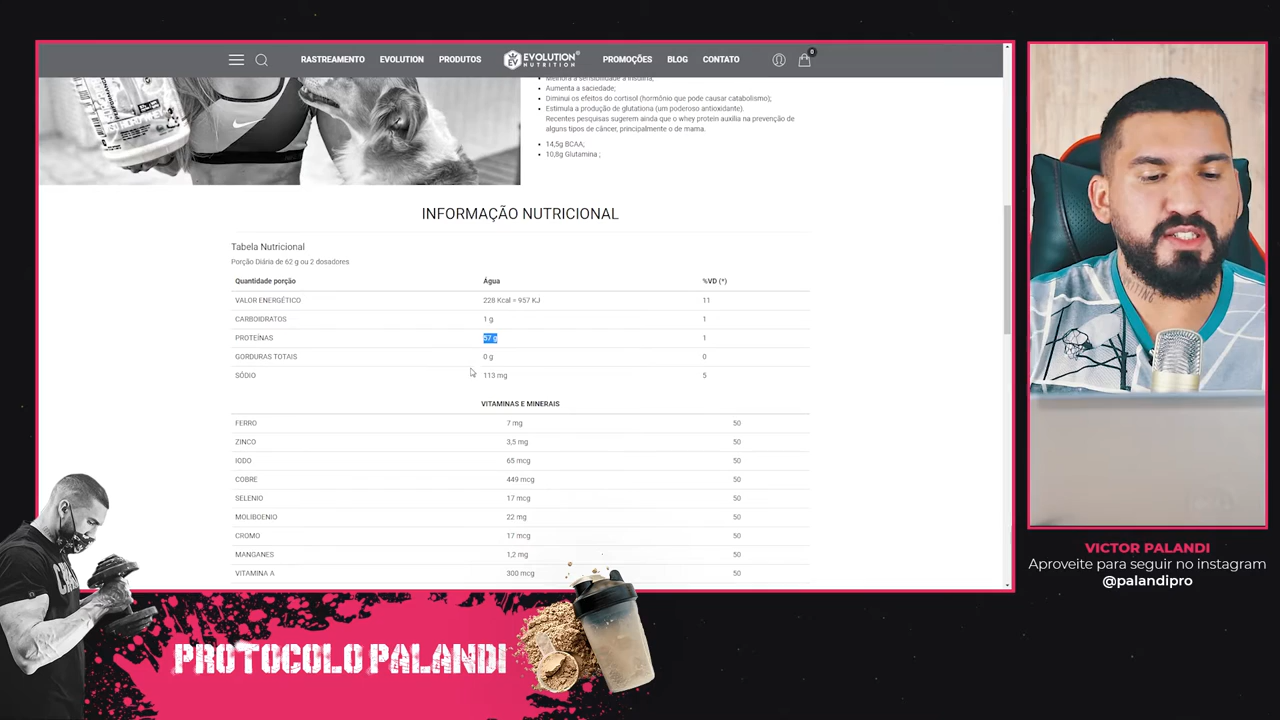 RASTREAMENTO EVOLUTION PRODUTOS EVOLUTION NUTRITION PROMOÇÕES BLOG CONTATO 0
Melhora a sensibilidade à insulina;
Aumenta a saciedade;
Diminui os efeitos do cortisol (hormônio que pode causar catabolismo);
Estimula a produção de glutationa (um poderoso antioxidante).
Recentes pesquisas sugerem ainda que o whey protein auxilia na prevenção de
alguns tipos de câncer, principalmente o de mama.
14,5g BCAA;
10,8g Glutamina ;
INFORMAÇÃO NUTRICIONAL
Tabela Nutricional
Porção Diária de 62 g ou 2 dosadores
Quantidade porção Água %VD (*)
VALOR ENERGÉTICO 228 Kcal = 957 KJ 11
CARBOIDRATOS 1 g 1
PROTEÍNAS 57 g 1
GORDURAS TOTAIS 0 g 0
SÓDIO 113 mg 5
VITAMINAS E MINERAIS
FERRO 7 mg 50
ZINCO 3,5 mg 50
IODO 65 mcg 50
COBRE 449 mcg 50
SELENIO 17 mcg 50
MOLIBOENIO 22 mg 50
CROMO 17 mcg 50
MANGANES 1,2 mg 50
VITAMINA A 300 mcg 50
VICTOR PALANDI
Aproveite para seguir no instagram
@palandipro
PROTOCOLO PALANDI